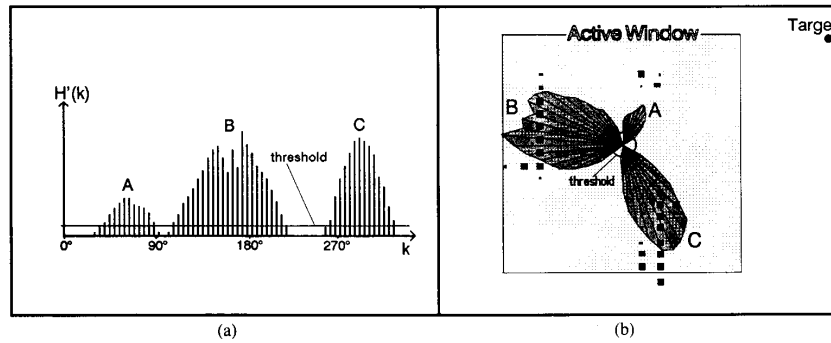 H'(k)
A
B
C
threshold
0°
90°
180°
270°
k
(a)
Active Window
Targe
A
B
C
threshold
(b)